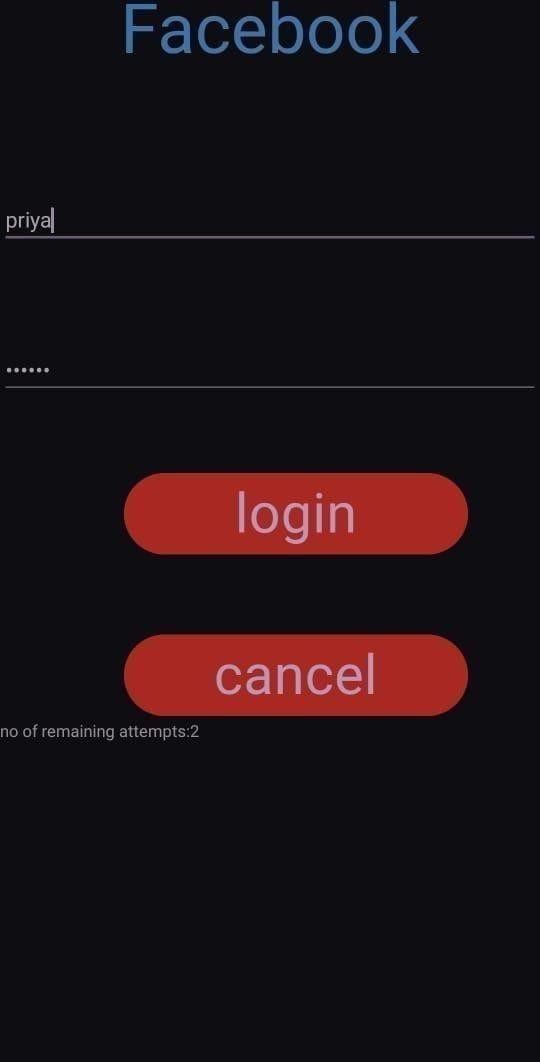 Facebook
priya
••••••
login
cancel
no of remaining attempts:2